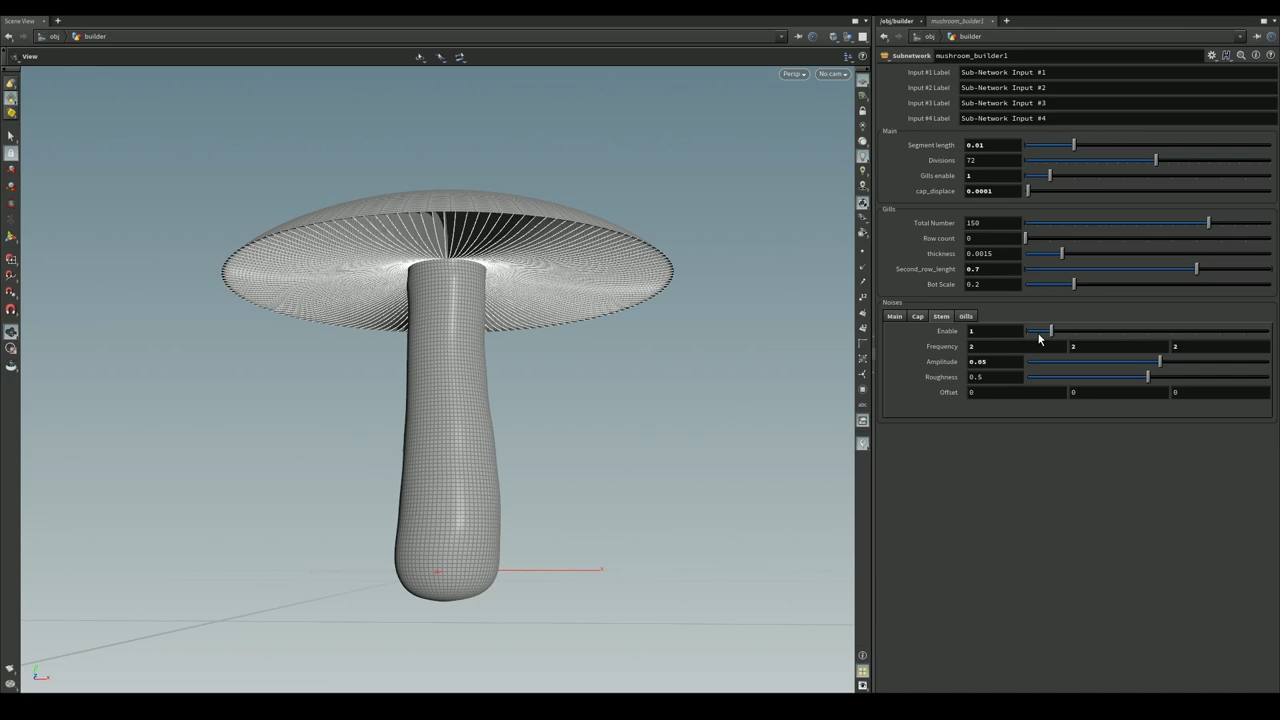 Scene View
/obj/builder
mushroom_builder1
obj
builder
obj
builder
View
Subnetwork mushroom_builder1
Persp
No cam
Input #1 Label Sub-Network Input #1
Input #2 Label Sub-Network Input #2
Input #3 Label Sub-Network Input #3
Input #4 Label Sub-Network Input #4
Main
Segment length 0.01
Divisions 72
Gills enable 1
cap_displace 0.0001
Gills
Total Number 150
Row count 0
thickness 0.0015
Second_row_lenght 0.7
Bot Scale 0.2
Noises
Main Cap Stem Gills
Enable 1
Frequency 2 2 2
Amplitude 0.05
Roughness 0.5
Offset 0 0 0
abc
x